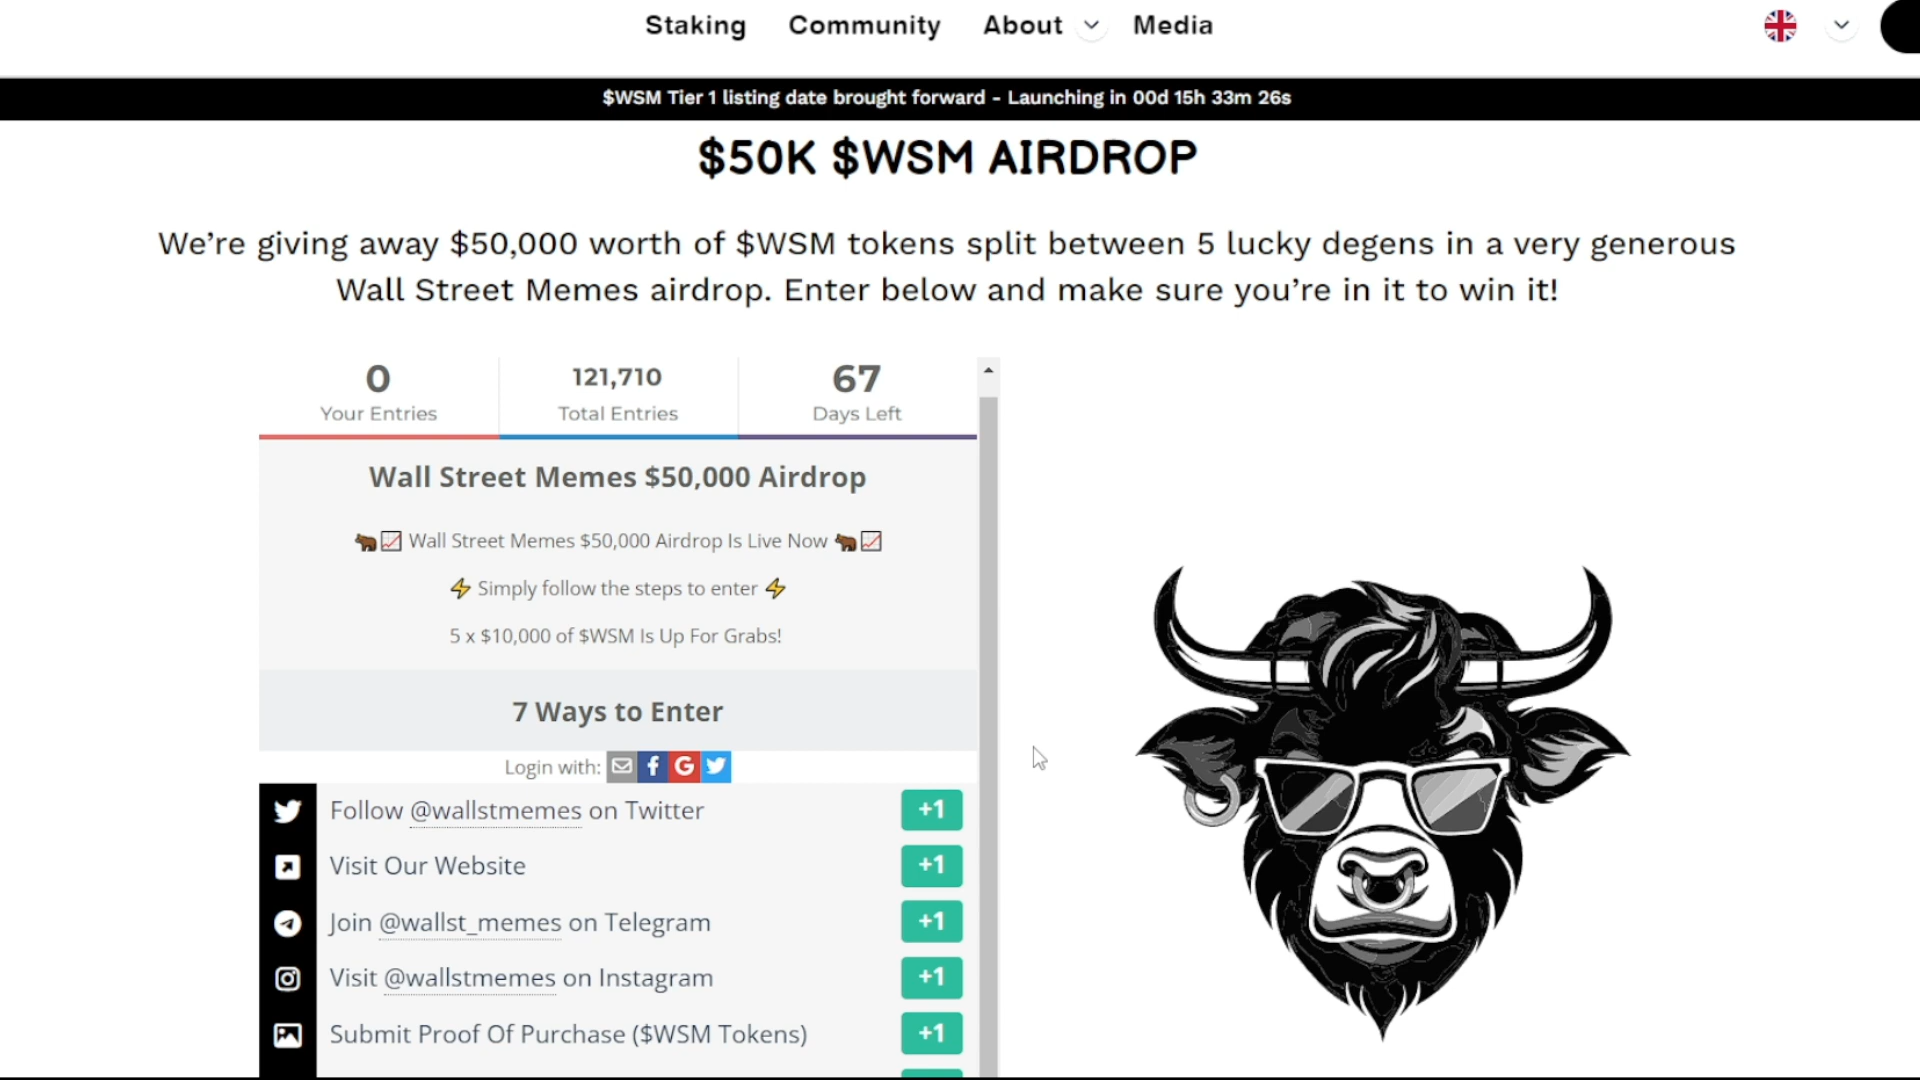 Staking Community About Media
$WSM Tier 1 listing date brought forward - Launching in 00d 15h 33m 26s
$50K $WSM AIRDROP
We're giving away $50,000 worth of $WSM tokens split between 5 lucky degens in a very generous
Wall Street Memes airdrop. Enter below and make sure you're in it to win it!
0 121,710 67
Your Entries Total Entries Days Left
Wall Street Memes $50,000 Airdrop
🐂📈 Wall Street Memes $50,000 Airdrop Is Live Now 🐂📈
⚡ Simply follow the steps to enter ⚡
5 x $10,000 of $WSM Is Up For Grabs!
7 Ways to Enter
Login with:
Follow @wallstmemes on Twitter +1
Visit Our Website +1
Join @wallst_memes on Telegram +1
Visit @wallstmemes on Instagram +1
Submit Proof Of Purchase ($WSM Tokens) +1